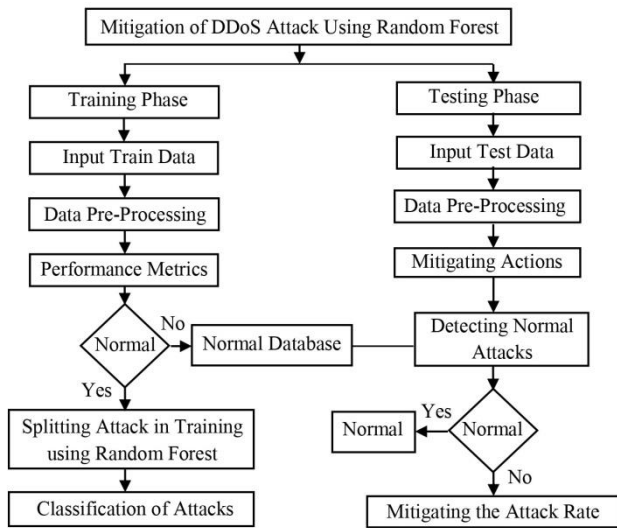 Mitigation of DDoS Attack Using Random Forest
Training Phase
Input Train Data
Data Pre-Processing
Performance Metrics
Normal
No
Normal Database
Yes
Splitting Attack in Training
using Random Forest
Classification of Attacks
Testing Phase
Input Test Data
Data Pre-Processing
Mitigating Actions
Detecting Normal
Attacks
Normal
Yes
Normal
No
Mitigating the Attack Rate